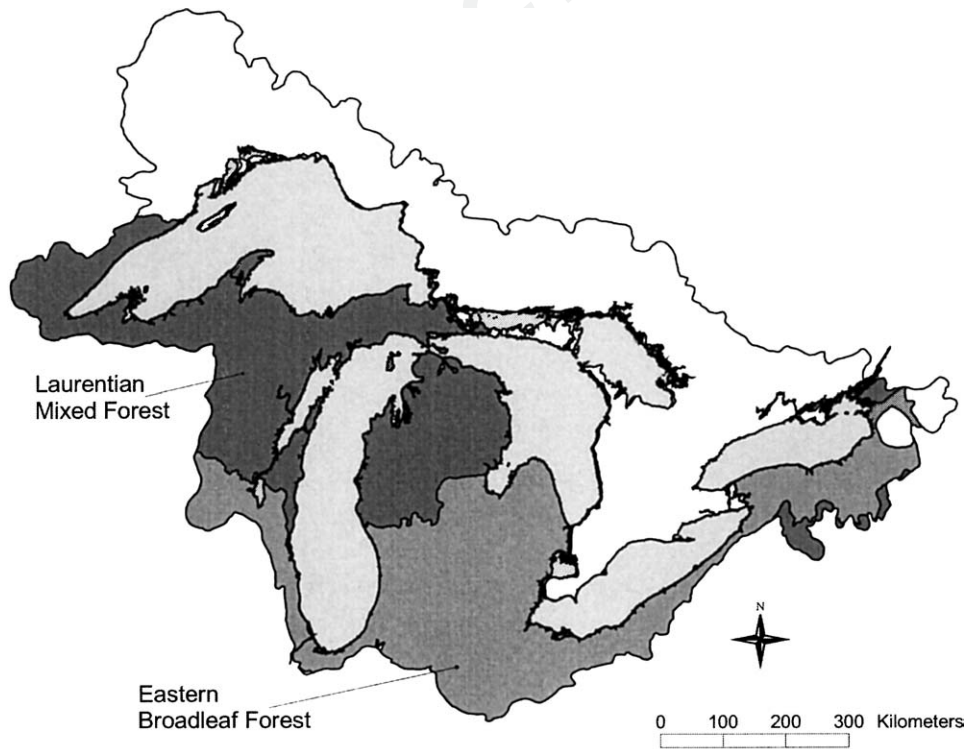 Laurentian
Mixed Forest
Eastern
Broadleaf Forest
N
0 100 200 300 Kilometers